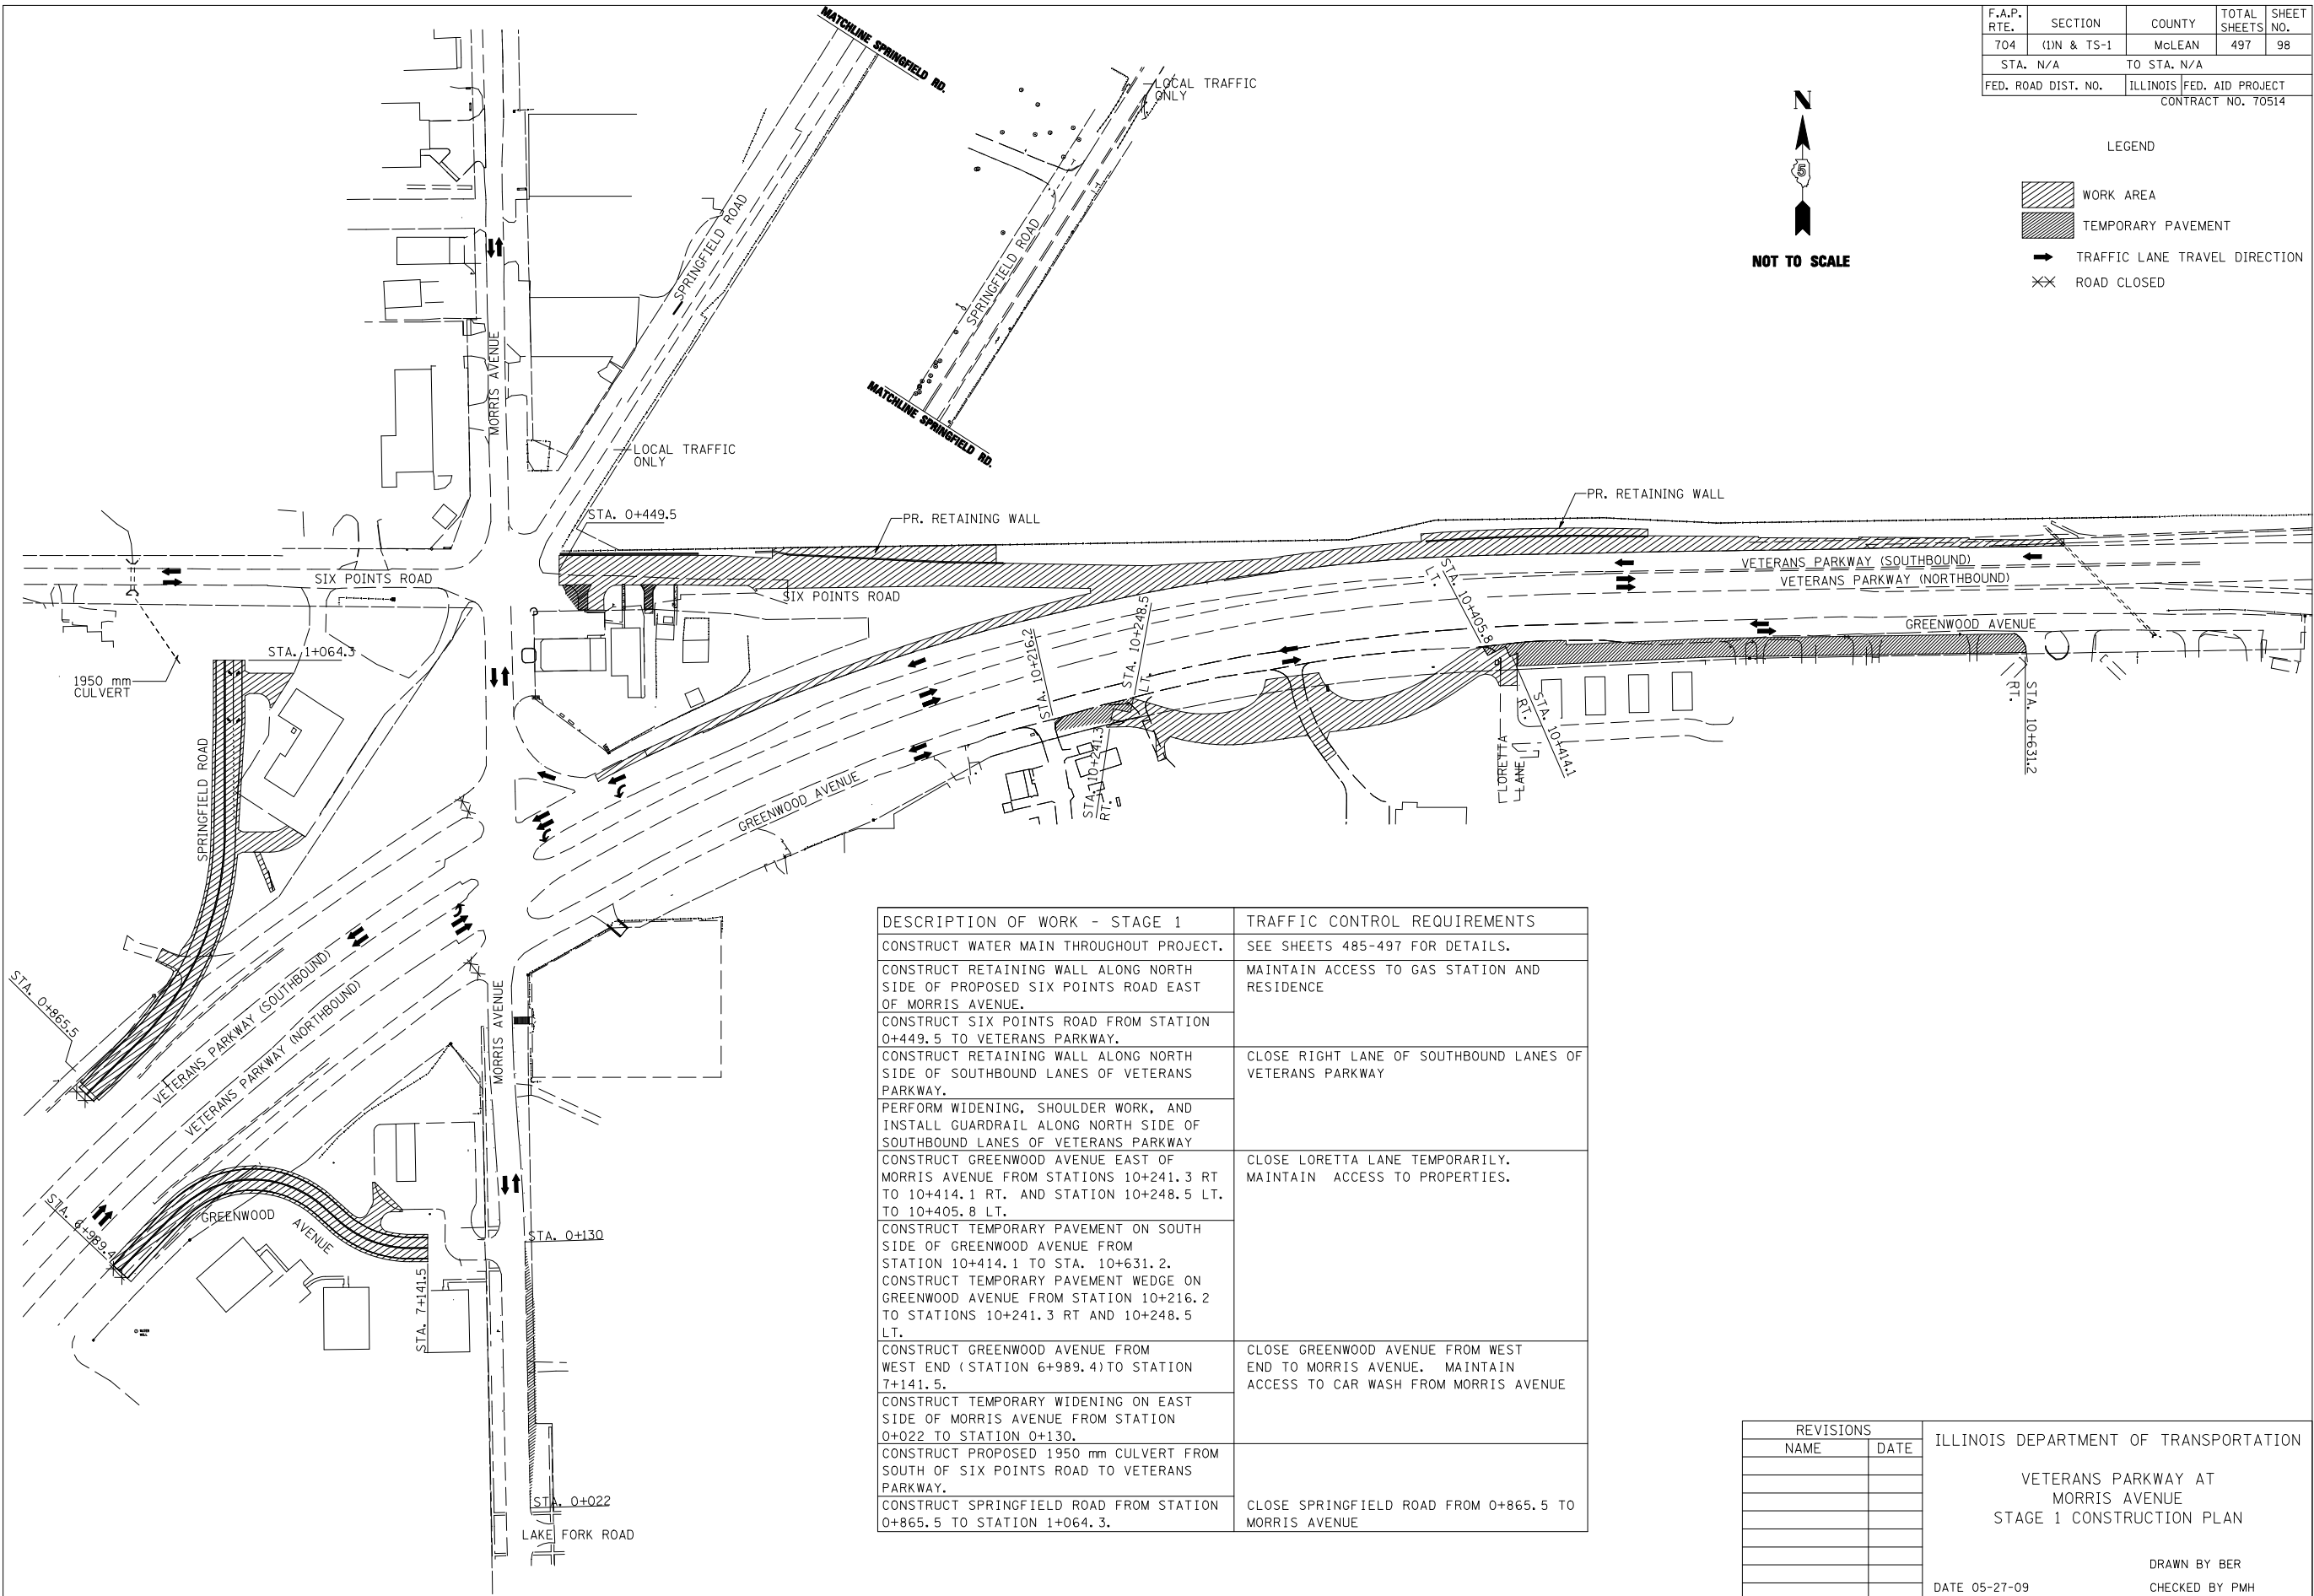 F.A.P. RTE. SECTION COUNTY TOTAL SHEETS SHEET NO.
704 (1)N & TS-1 McLEAN 497 98
STA. N/A TO STA. N/A
FED. ROAD DIST. NO. ILLINOIS FED. AID PROJECT
CONTRACT NO. 70514
N
5
NOT TO SCALE
LEGEND
WORK AREA
TEMPORARY PAVEMENT
TRAFFIC LANE TRAVEL DIRECTION
ROAD CLOSED
MATCHLINE SPRINGFIELD RD.
LOCAL TRAFFIC
ONLY
SPRINGFIELD ROAD
SPRINGFIELD ROAD
MATCHLINE SPRINGFIELD RD.
MORRIS AVENUE
LOCAL TRAFFIC
ONLY
STA. 0+449.5
PR. RETAINING WALL
PR. RETAINING WALL
SIX POINTS ROAD
SIX POINTS ROAD
VETERANS PARKWAY (SOUTHBOUND)
VETERANS PARKWAY (NORTHBOUND)
GREENWOOD AVENUE
STA. 1+064.3
1950 mm
CULVERT
STA. 10+216.2
STA. 10+248.5
LT.
STA. 10+405.8
LT.
STA. 10+241.3
RT.
LORETTA
LANE
STA. 10+414.1
RT.
STA. 10+631.2
RT.
SPRINGFIELD ROAD
GREENWOOD AVENUE
STA. 0+865.5
VETERANS PARKWAY (SOUTHBOUND)
VETERANS PARKWAY (NORTHBOUND)
MORRIS AVENUE
STA. 6+989.4
GREENWOOD
AVENUE
STA. 7+141.5
STA. 0+130
STA. 0+022
LAKE FORK ROAD
DESCRIPTION OF WORK - STAGE 1 TRAFFIC CONTROL REQUIREMENTS
CONSTRUCT WATER MAIN THROUGHOUT PROJECT. SEE SHEETS 485-497 FOR DETAILS.
CONSTRUCT RETAINING WALL ALONG NORTH
SIDE OF PROPOSED SIX POINTS ROAD EAST
OF MORRIS AVENUE.
MAINTAIN ACCESS TO GAS STATION AND
RESIDENCE
CONSTRUCT SIX POINTS ROAD FROM STATION
0+449.5 TO VETERANS PARKWAY.
CONSTRUCT RETAINING WALL ALONG NORTH
SIDE OF SOUTHBOUND LANES OF VETERANS
PARKWAY.
CLOSE RIGHT LANE OF SOUTHBOUND LANES OF
VETERANS PARKWAY
PERFORM WIDENING, SHOULDER WORK, AND
INSTALL GUARDRAIL ALONG NORTH SIDE OF
SOUTHBOUND LANES OF VETERANS PARKWAY
CONSTRUCT GREENWOOD AVENUE EAST OF
MORRIS AVENUE FROM STATIONS 10+241.3 RT
TO 10+414.1 RT. AND STATION 10+248.5 LT.
TO 10+405.8 LT.
CLOSE LORETTA LANE TEMPORARILY.
MAINTAIN ACCESS TO PROPERTIES.
CONSTRUCT TEMPORARY PAVEMENT ON SOUTH
SIDE OF GREENWOOD AVENUE FROM
STATION 10+414.1 TO STA. 10+631.2.
CONSTRUCT TEMPORARY PAVEMENT WEDGE ON
GREENWOOD AVENUE FROM STATION 10+216.2
TO STATIONS 10+241.3 RT AND 10+248.5
LT.
CONSTRUCT GREENWOOD AVENUE FROM
WEST END (STATION 6+989.4)TO STATION
7+141.5.
CLOSE GREENWOOD AVENUE FROM WEST
END TO MORRIS AVENUE. MAINTAIN
ACCESS TO CAR WASH FROM MORRIS AVENUE
CONSTRUCT TEMPORARY WIDENING ON EAST
SIDE OF MORRIS AVENUE FROM STATION
0+022 TO STATION 0+130.
CONSTRUCT PROPOSED 1950 mm CULVERT FROM
SOUTH OF SIX POINTS ROAD TO VETERANS
PARKWAY.
CONSTRUCT SPRINGFIELD ROAD FROM STATION
0+865.5 TO STATION 1+064.3.
CLOSE SPRINGFIELD ROAD FROM 0+865.5 TO
MORRIS AVENUE
REVISIONS
NAME DATE
ILLINOIS DEPARTMENT OF TRANSPORTATION
VETERANS PARKWAY AT
MORRIS AVENUE
STAGE 1 CONSTRUCTION PLAN
DRAWN BY BER
DATE 05-27-09 CHECKED BY PMH